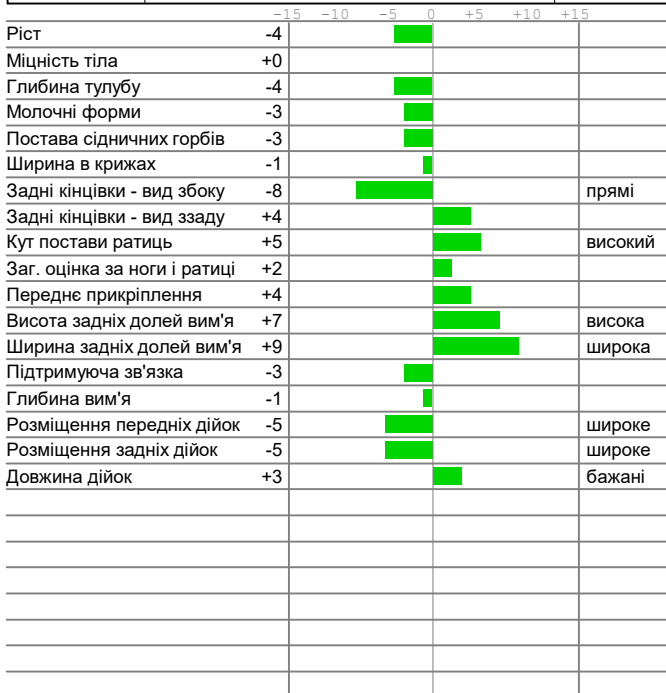 -15 -10 -5 0 +5 +10 +15
Ріст -4
Міцність тіла +0
Глибина тулубу -4
Молочні форми -3
Постава сідничних горбів -3
Ширина в крижах -1
Задні кінцівки - вид збоку -8 прямі
Задні кінцівки - вид ззаду +4
Кут постави ратиць +5 високий
Заг. оцінка за ноги і ратиці +2
Переднє прикріплення +4
Висота задніх долей вим'я +7 висока
Ширина задніх долей вим'я +9 широка
Підтримуюча зв'язка -3
Глибина вим'я -1
Розміщення передніх дійок -5 широке
Розміщення задніх дійок -5 широке
Довжина дійок +3 бажані